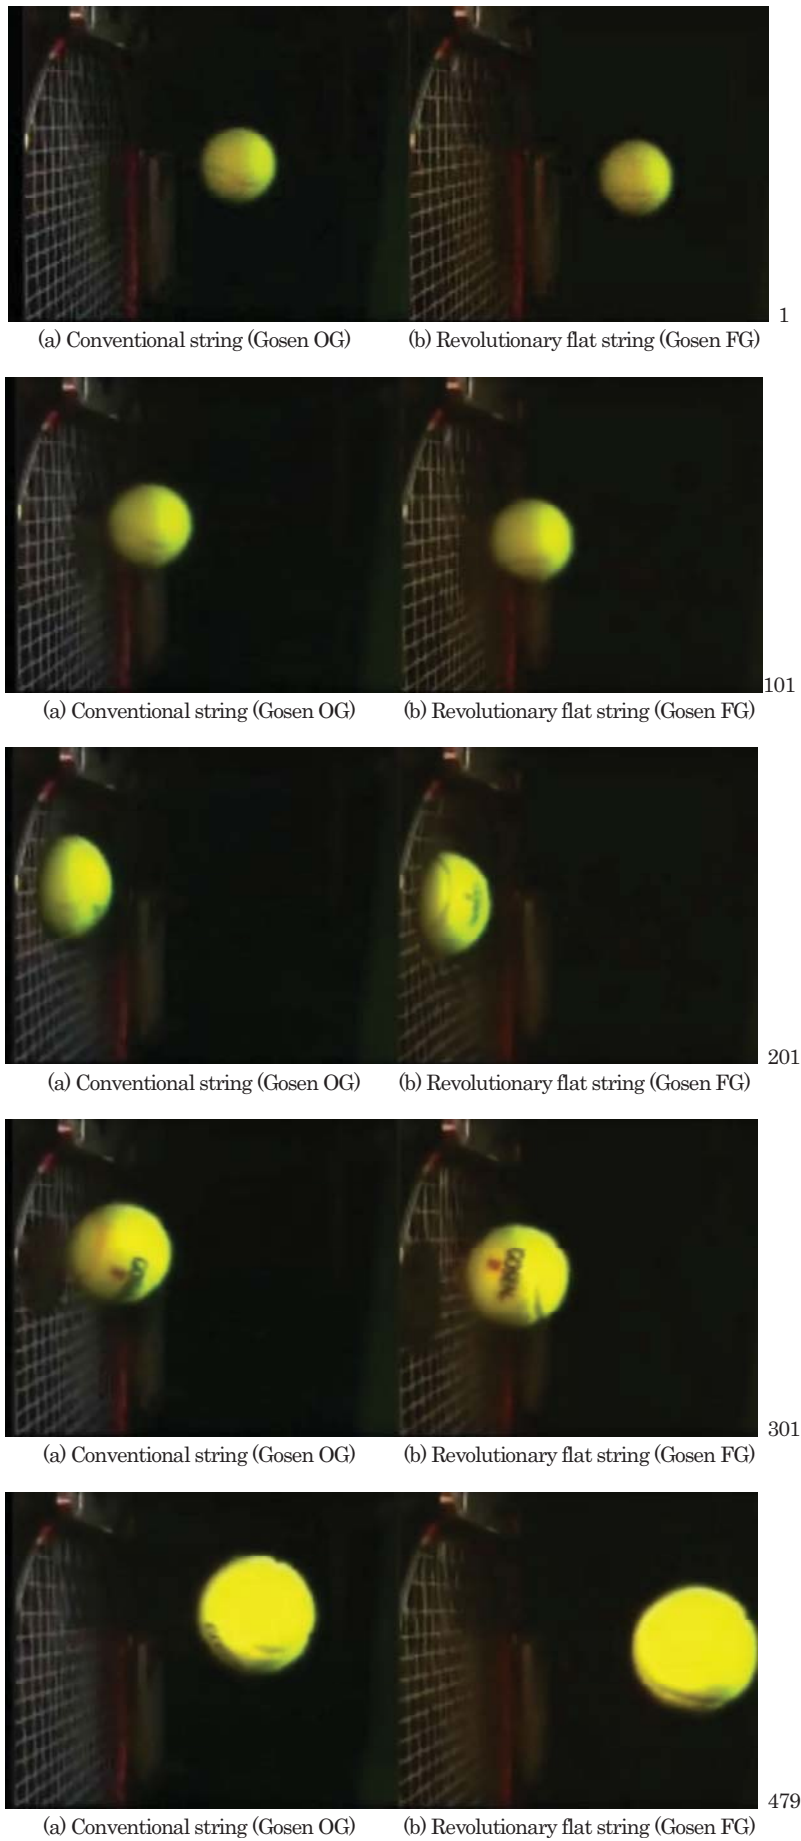 1
(a) Conventional string (Gosen OG) (b) Revolutionary flat string (Gosen FG)
101
(a) Conventional string (Gosen OG) (b) Revolutionary flat string (Gosen FG)
201
(a) Conventional string (Gosen OG) (b) Revolutionary flat string (Gosen FG)
301
(a) Conventional string (Gosen OG) (b) Revolutionary flat string (Gosen FG)
479
(a) Conventional string (Gosen OG) (b) Revolutionary flat string (Gosen FG)